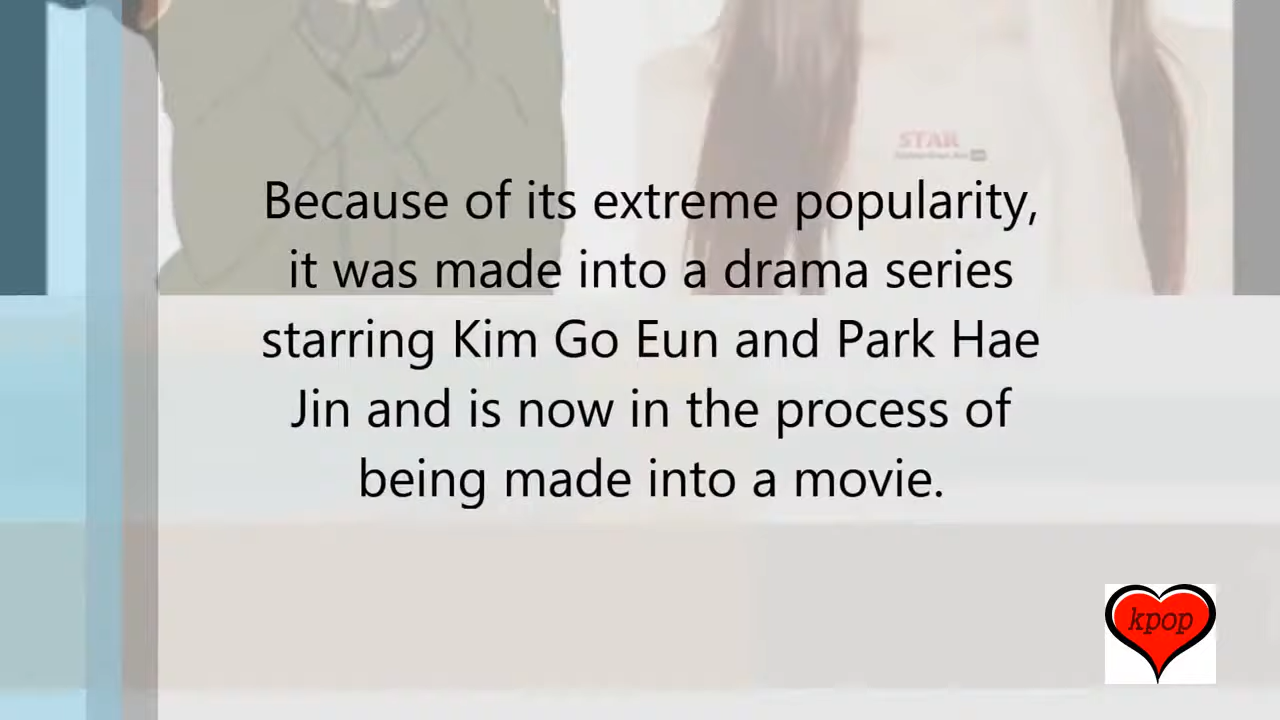 STAR
Because of its extreme popularity,
it was made into a drama series
starring Kim Go Eun and Park Hae
Jin and is now in the process of
being made into a movie.
kpop